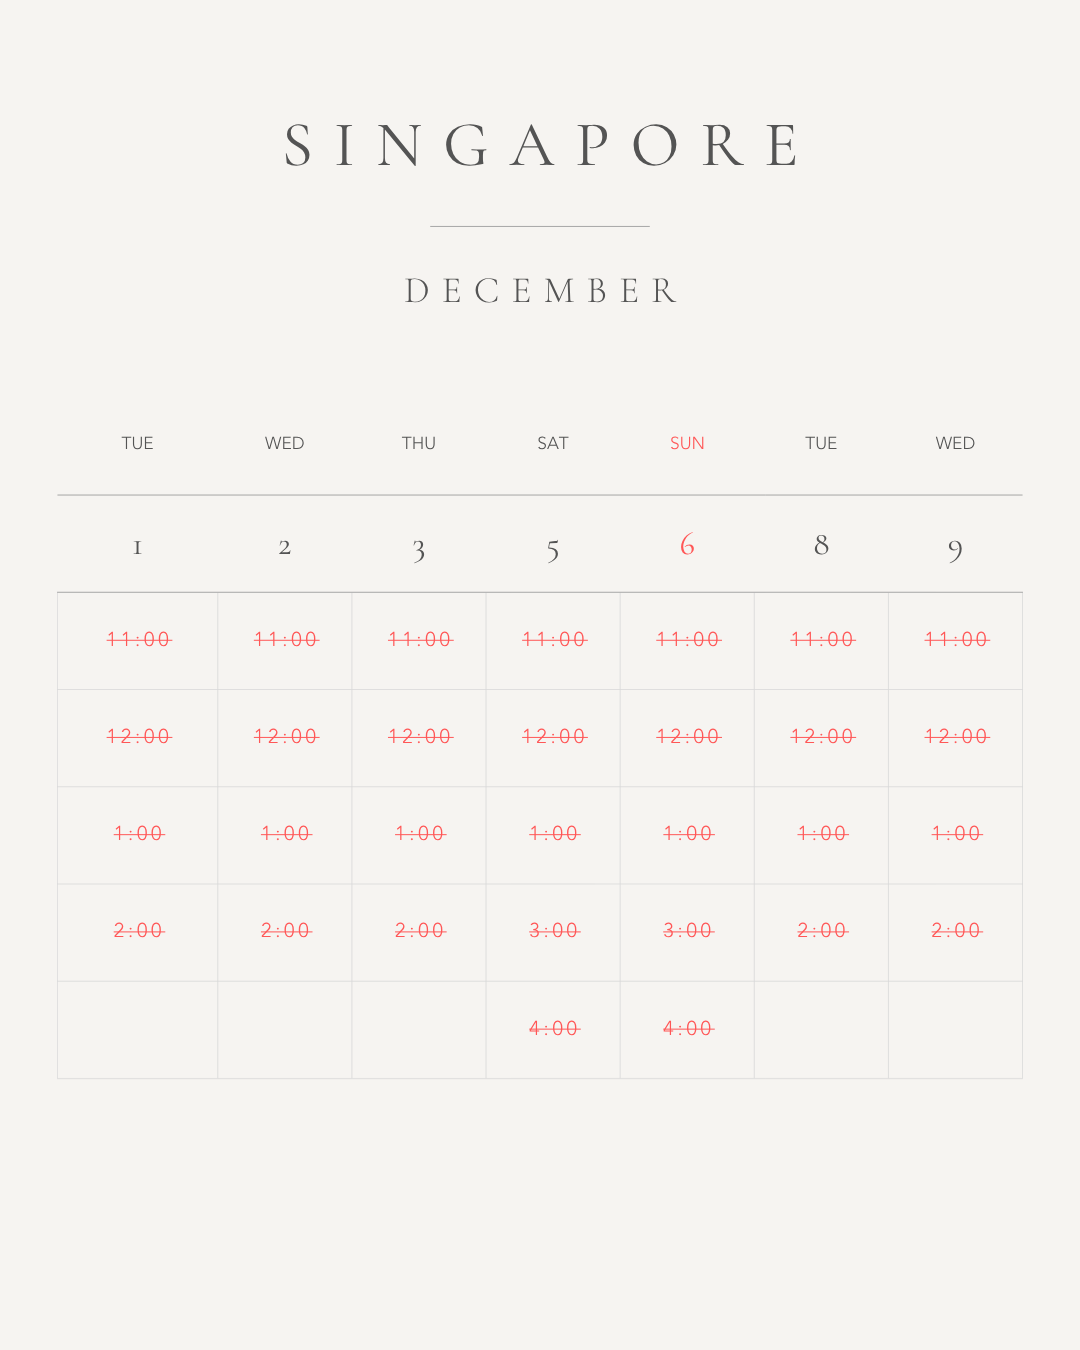 SINGAPORE
DECEMBER
TUE WED THU SAT SUN TUE WED
1 2 3 5 6 8 9
11:00 11:00 11:00 11:00 11:00 11:00 11:00
12:00 12:00 12:00 12:00 12:00 12:00 12:00
1:00 1:00 1:00 1:00 1:00 1:00 1:00
2:00 2:00 2:00 3:00 3:00 2:00 2:00
4:00 4:00